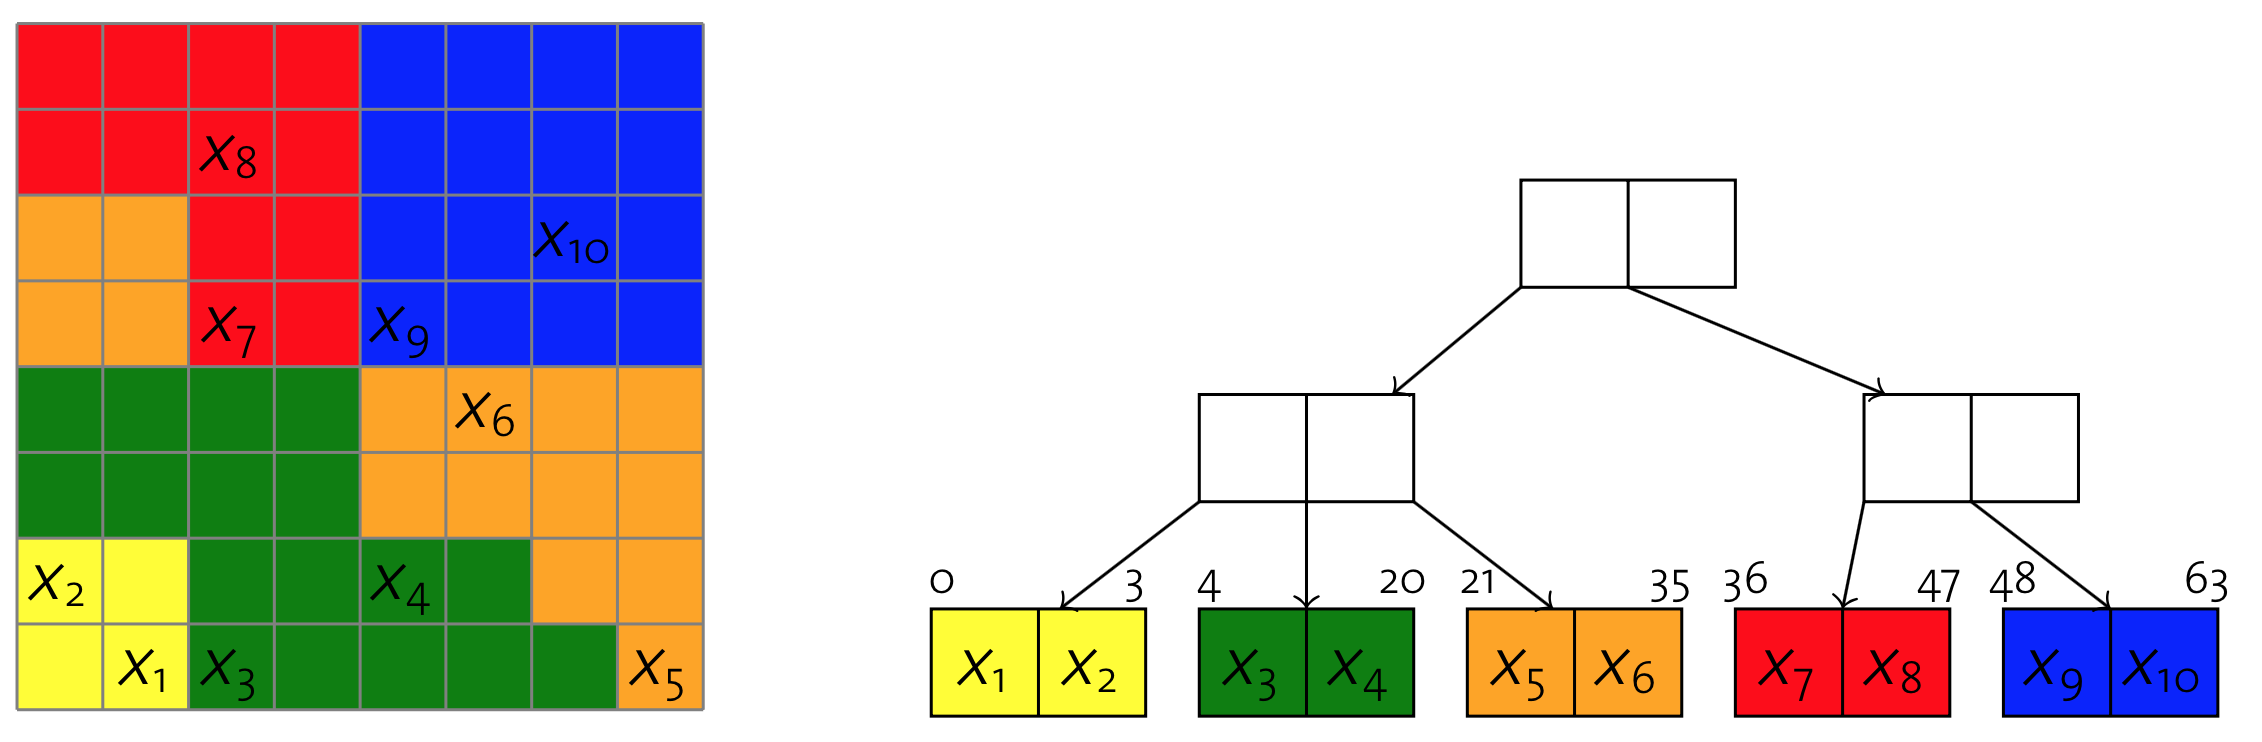 x₈
x₁₀
x₇ x₉
x₆
x₂ x₄
x₁ x₃ x₅
0 3 4 20 21 35 36 47 48 63
x₁ x₂ x₃ x₄ x₅ x₆ x₇ x₈ x₉ x₁₀